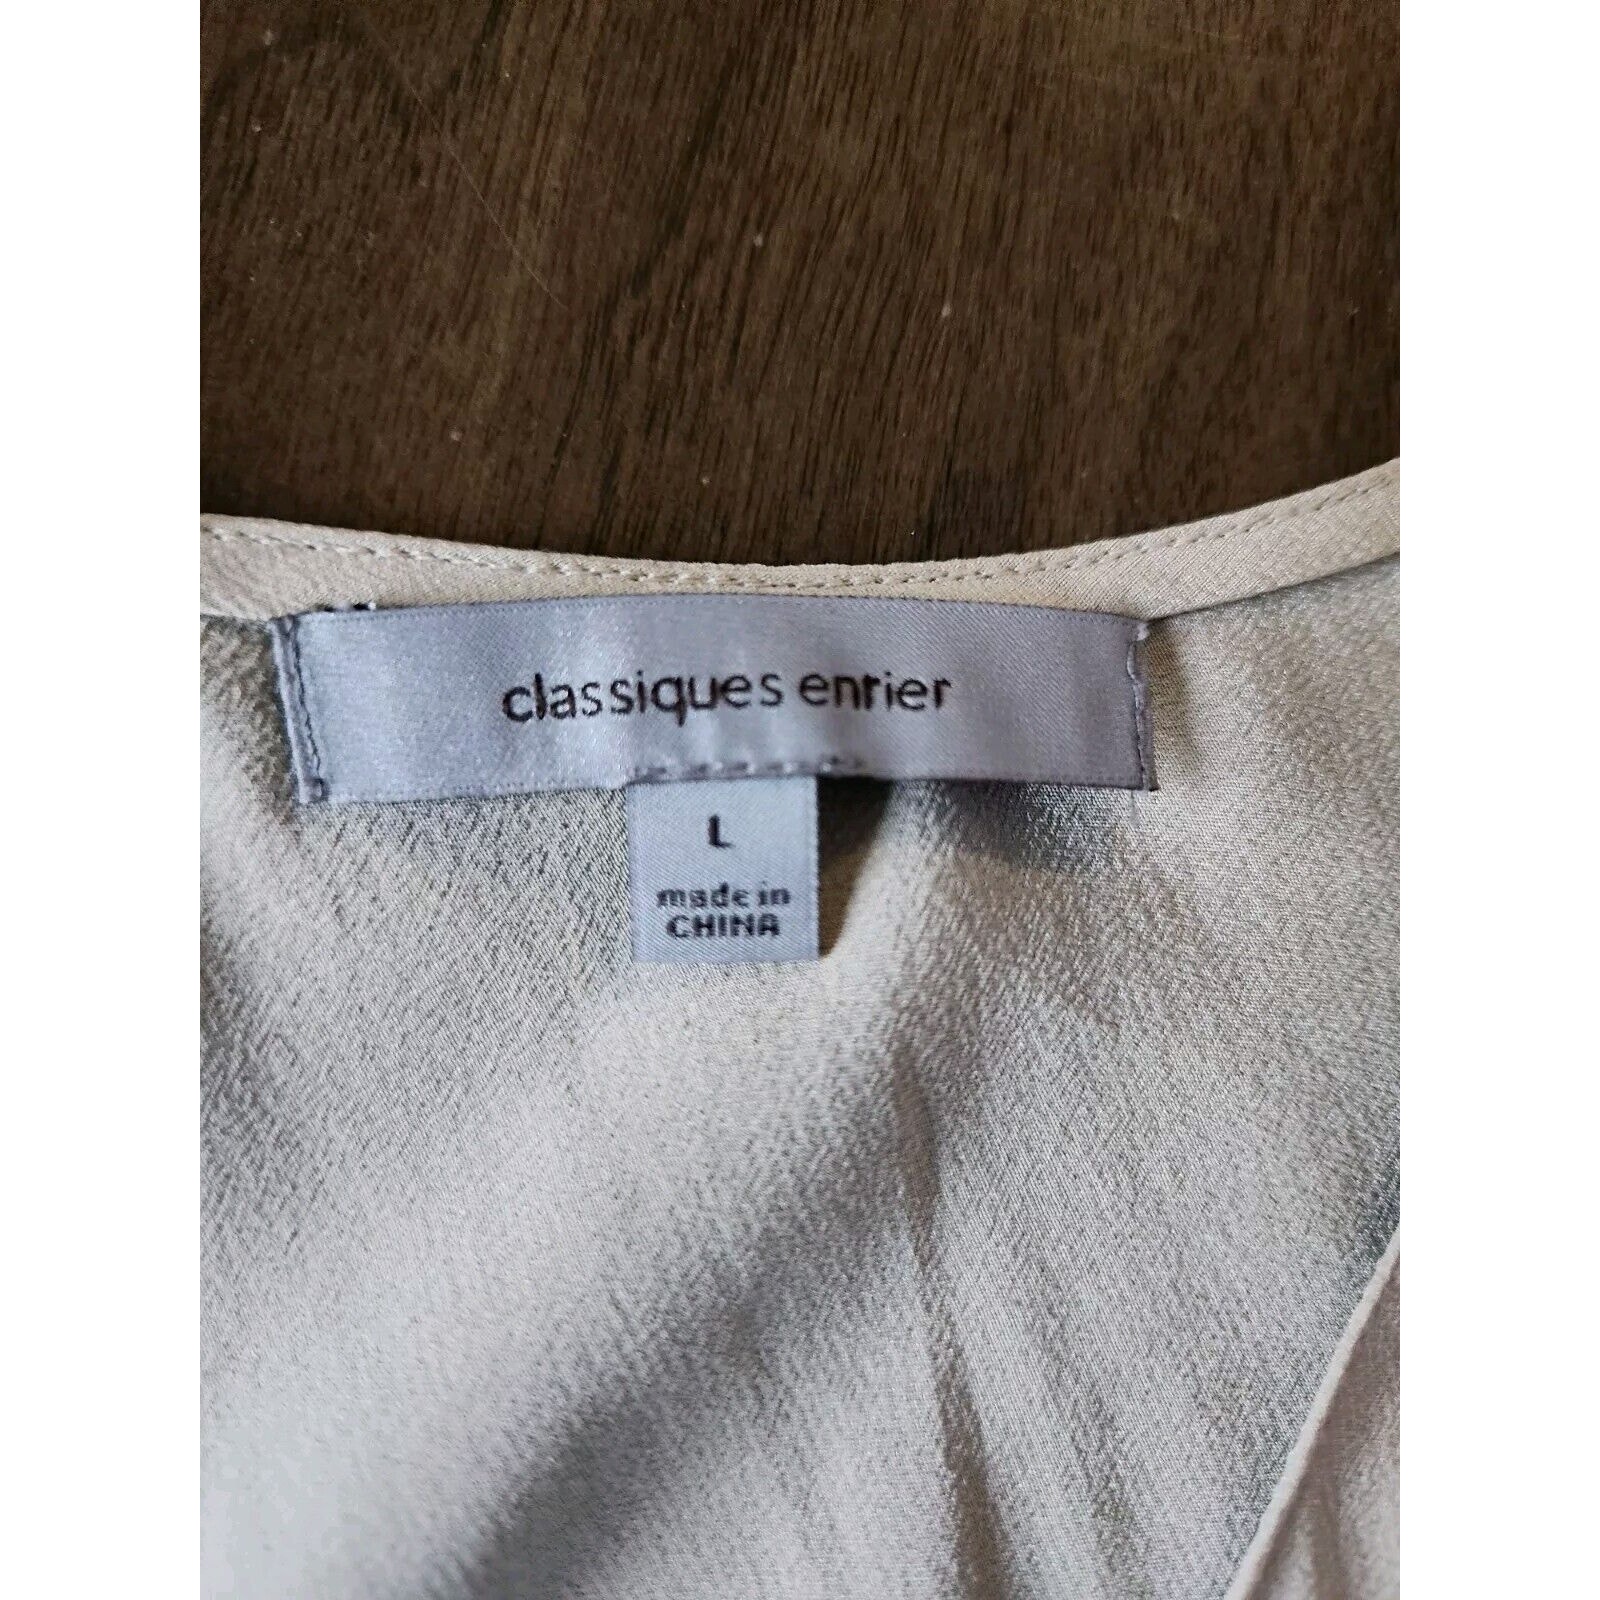 classiques entier
L
made in
CHINA